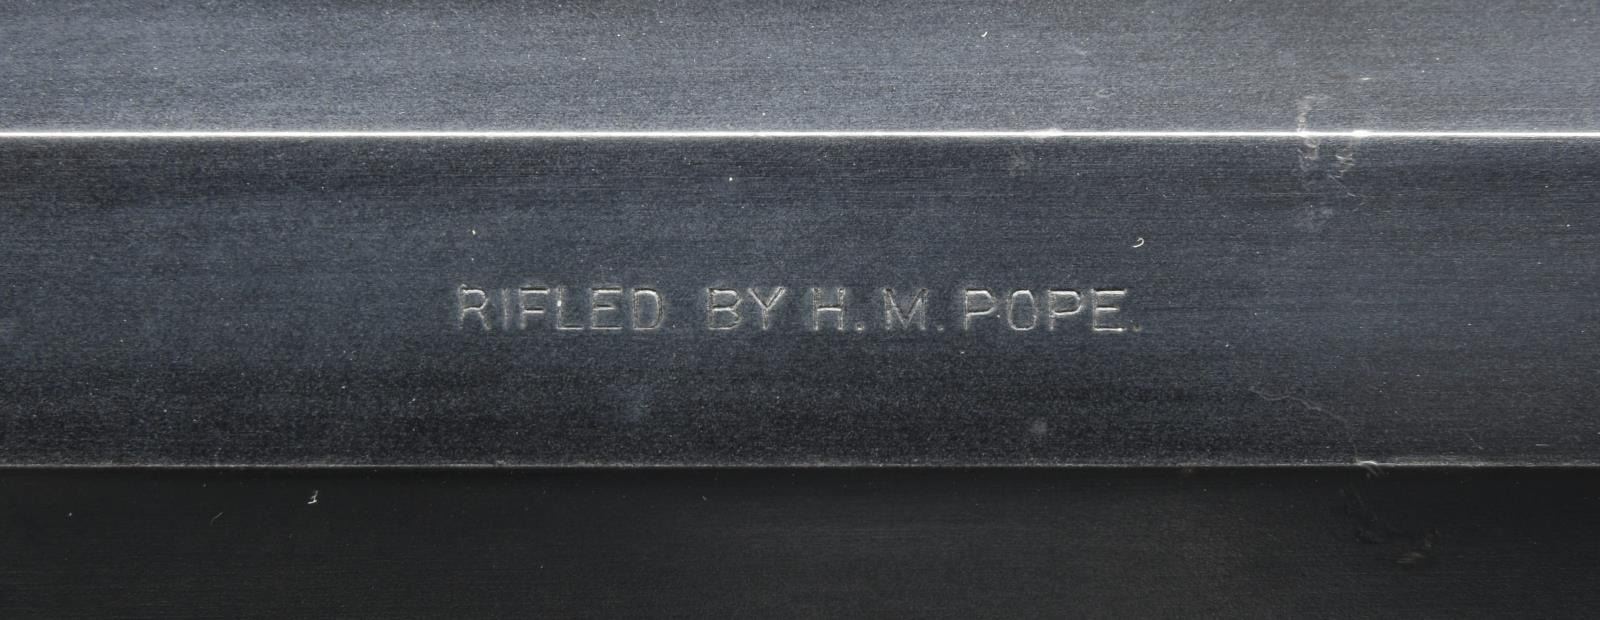 RIFLED BY H. M. POPE.